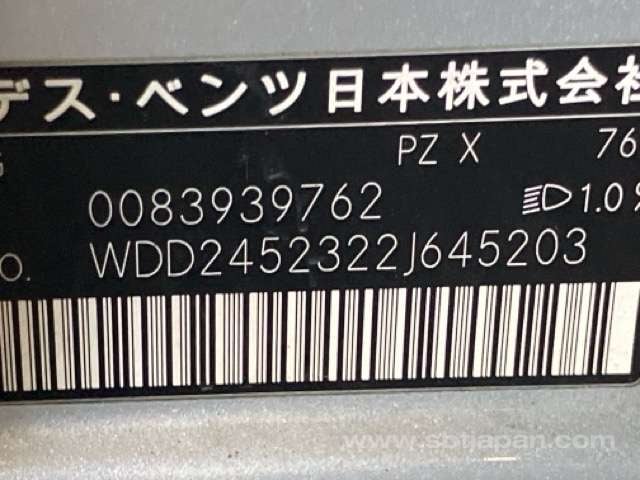 デス・ベンツ日本株式会社
G PZ X 76
0083939762 1.0%
O. WDD2452322J645203
www.sbtjapan.com